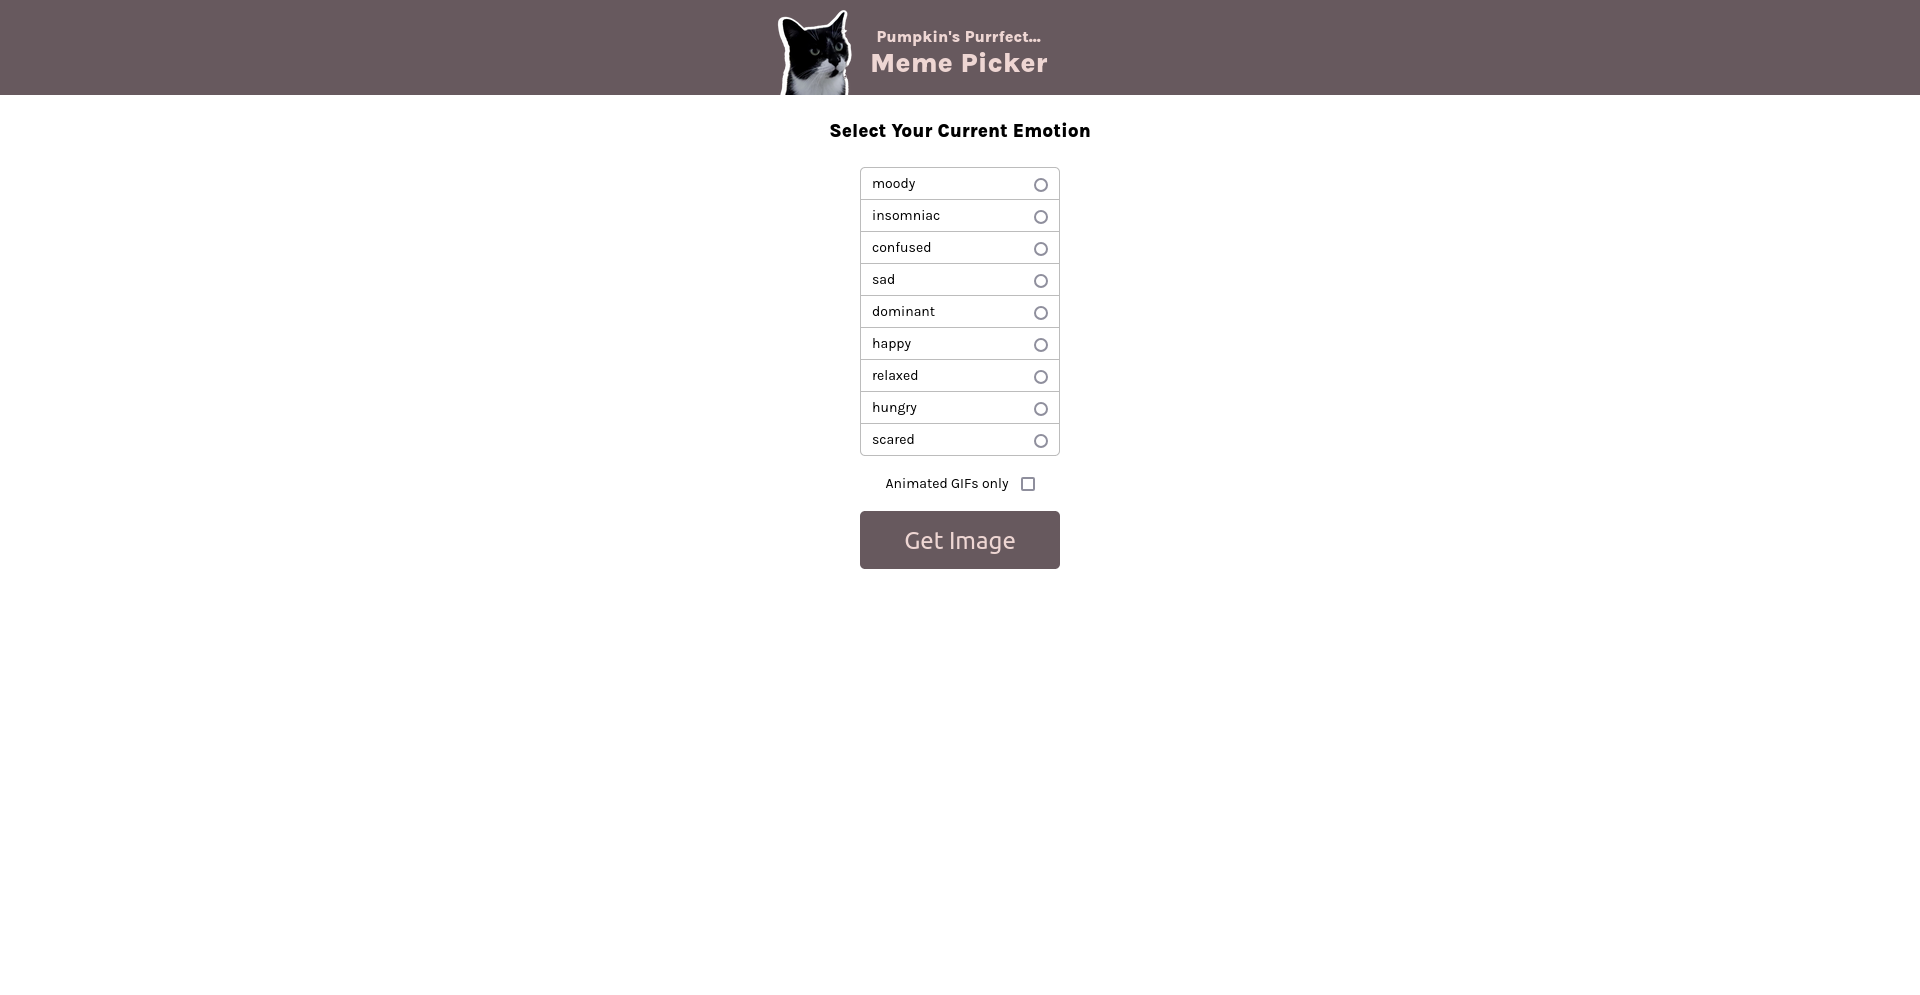 Pumpkin's Purrfect...
Meme Picker
Select Your Current Emotion
moody
insomniac
confused
sad
dominant
happy
relaxed
hungry
scared
Animated GIFs only
Get Image